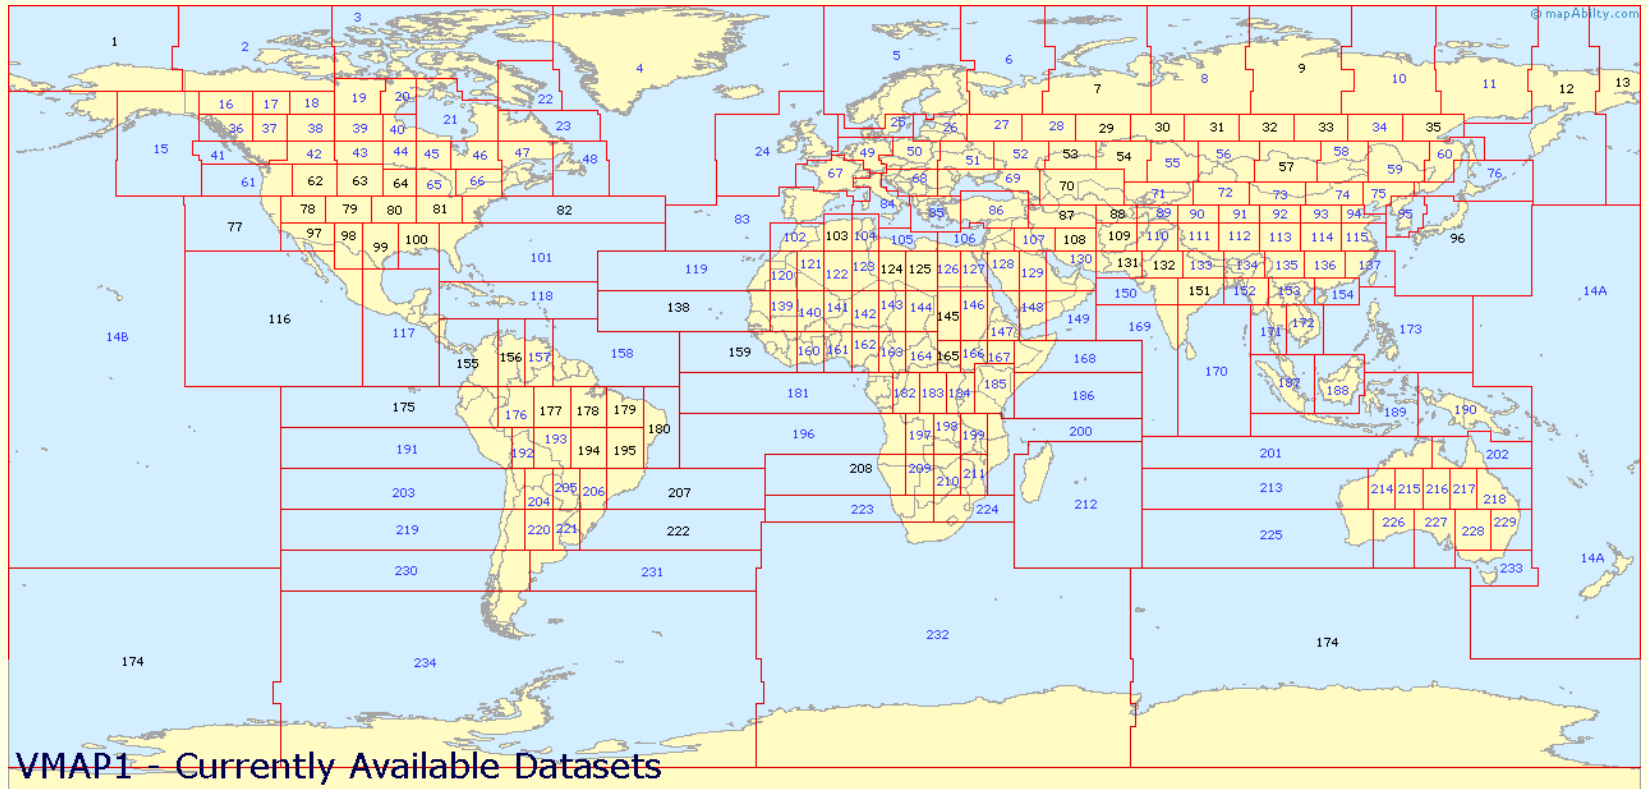 © mapAbilty.com
3
1 2 4 5 6 7 8 9 10 11 12 13
16 17 18 19 20 21 22
15 36 37 38 39 40 23 24 25 26 27 28 29 30 31 32 33 34 35
41 42 43 44 45 46 47 48 49 50 51 52 53 54 55 56 57 58 59 60
61 62 63 64 65 66 67 68 69 70 71 72 73 74 75 76
77 78 79 80 81 82 83 84 85 86 87 88 89 90 91 92 93 94 95 96
97 98 99 100 101 102 103 104 105 106 107 108 109 110 111 112 113 114 115
116 117 118 119 120 121 122 123 124 125 126 127 128 129 130 131 132 133 134 135 136 137
14B 138 139 140 141 142 143 144 145 146 147 148 149 150 151 152 153 154 14A
155 156 157 158 159 160 161 162 163 164 165 166 167 168 169 170 171 172 173
175 176 177 178 179 180 181 182 183 184 185 186 187 188 189 190
191 192 193 194 195 196 197 198 199 200 201 202
203 204 205 206 207 208 209 210 211 212 213 214 215 216 217 218
219 220 221 222 223 224 225 226 227 228 229
230 231 233 14A
174 234 232 174
VMAP1 - Currently Available Datasets